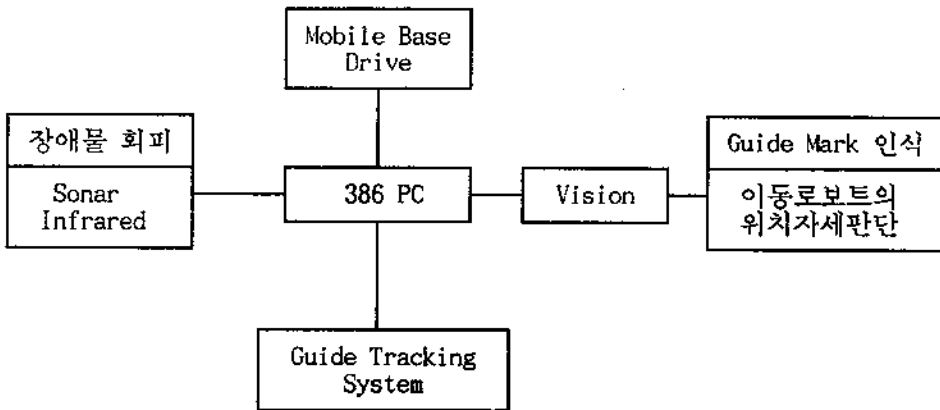 Mobile Base
Drive
장애물 회피
Sonar
Infrared
386 PC
Vision
Guide Mark 인식
이동로보트의
위치자세판단
Guide Tracking
System